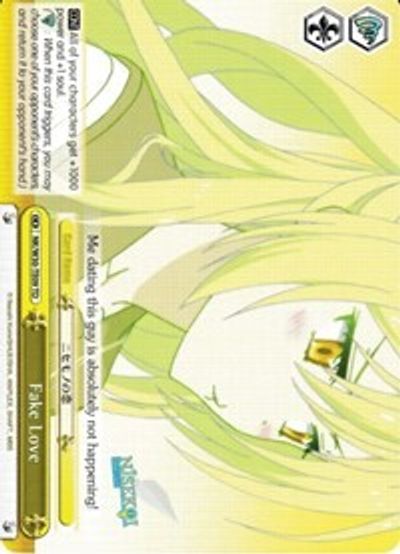 All of your characters get +1000
power and +1 soul.
: When this card triggers, you may
choose one of your opponent's characters,
and return it to your opponent's hand.)
Me dating this guy is absolutely not happening!
NISEKOI
Card Name
ニセモノの恋
CX
Fake Love